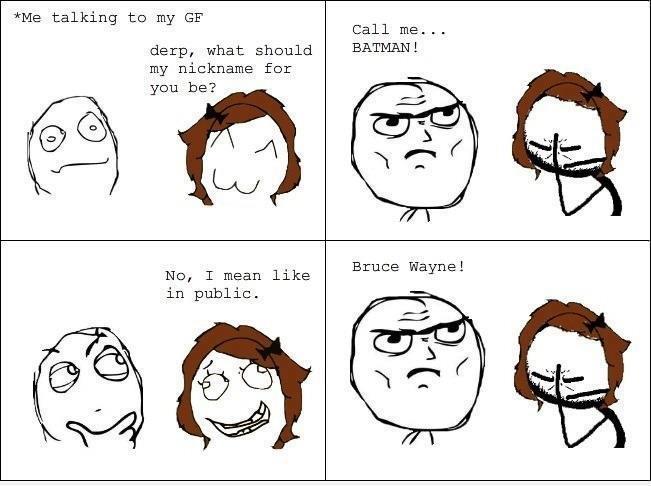 *Me talking to my GF
derp, what should
my nickname for
you be?
Call me...
BATMAN!
No, I mean like
in public.
Bruce Wayne!